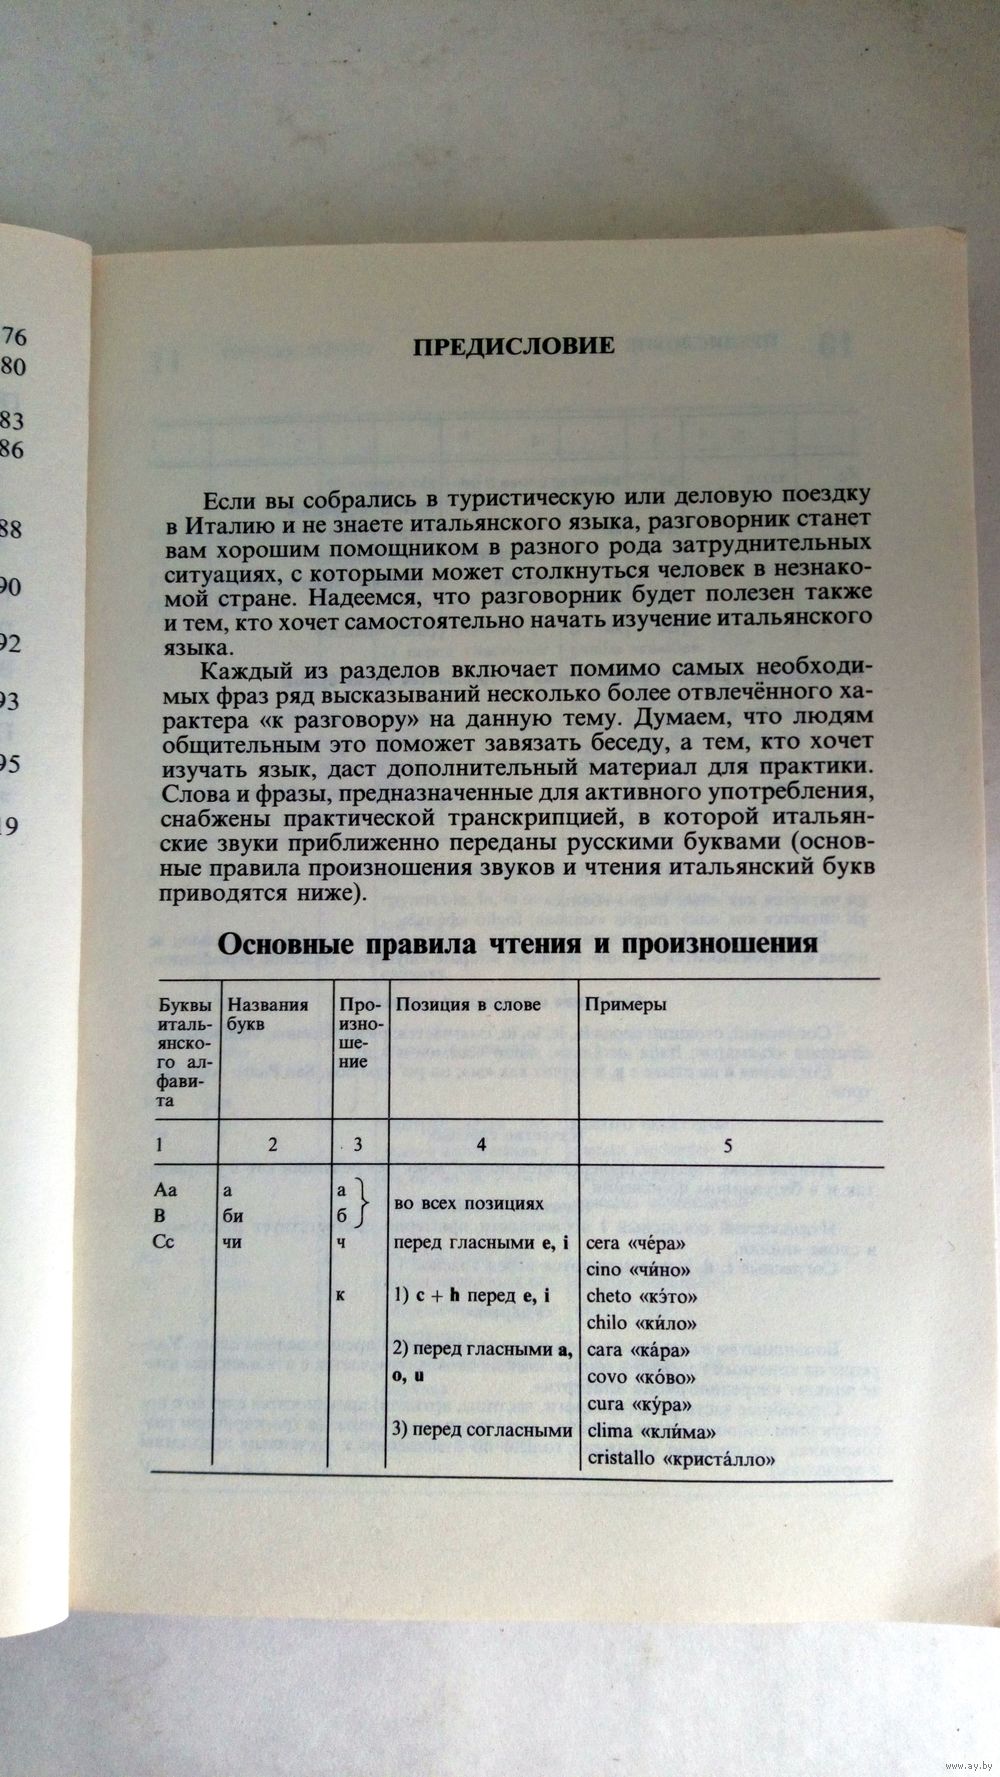 76
80
83
86
88
90
92
93
95
19
ПРЕДИСЛОВИЕ
Если вы собрались в туристическую или деловую поездку
в Италию и не знаете итальянского языка, разговорник станет
вам хорошим помощником в разного рода затруднительных
ситуациях, с которыми может столкнуться человек в незнако-
мой стране. Надеемся, что разговорник будет полезен также
и тем, кто хочет самостоятельно начать изучение итальянского
языка.
Каждый из разделов включает помимо самых необходи-
мых фраз ряд высказываний несколько более отвлечённого ха-
рактера «к разговору» на данную тему. Думаем, что людям
общительным это поможет завязать беседу, а тем, кто хочет
изучать язык, даст дополнительный материал для практики.
Слова и фразы, предназначенные для активного употребления,
снабжены практической транскрипцией, в которой итальян-
ские звуки приближенно переданы русскими буквами (основ-
ные правила произношения звуков и чтения итальянский букв
приводятся ниже).
Основные правила чтения и произношения
Буквы Названия Про- Позиция в слове Примеры
италь- букв изно-
янско- ше-
го ал- ние
фави-
та
1 2 3 4 5
Aa а а } во всех позициях
B би б
Cc чи ч перед гласными e, i cera «чéра»
cino «чи́но»
к 1) c + h перед e, i cheto «кэ́то»
chilo «ки́ло»
2) перед гласными a, cara «кáра»
o, u covo «кóво»
cura «ку́ра»
3) перед согласными clima «кли́ма»
cristallo «кристáлло»
www.ay.by